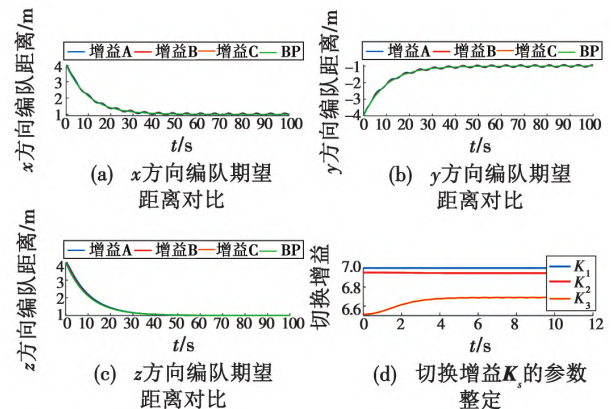 增益A 增益B 增益C BP
x方向编队距离/m
4
3
2
1
0 10 20 30 40 50 60 70 80 90 100
t/s
(a) x方向编队期望
距离对比
增益A 增益B 增益C BP
y方向编队距离/m
-1
-2
-3
-4
0 10 20 30 40 50 60 70 80 90 100
t/s
(b) y方向编队期望
距离对比
增益A 增益B 增益C BP
z方向编队距离/m
4
3
2
1
0 10 20 30 40 50 60 70 80 90 100
t/s
(c) z方向编队期望
距离对比
切换增益
7.0
6.8
6.6
K1
K2
K3
0 2 4 6 8 10 12
t/s
(d) 切换增益Ks的参数
整定